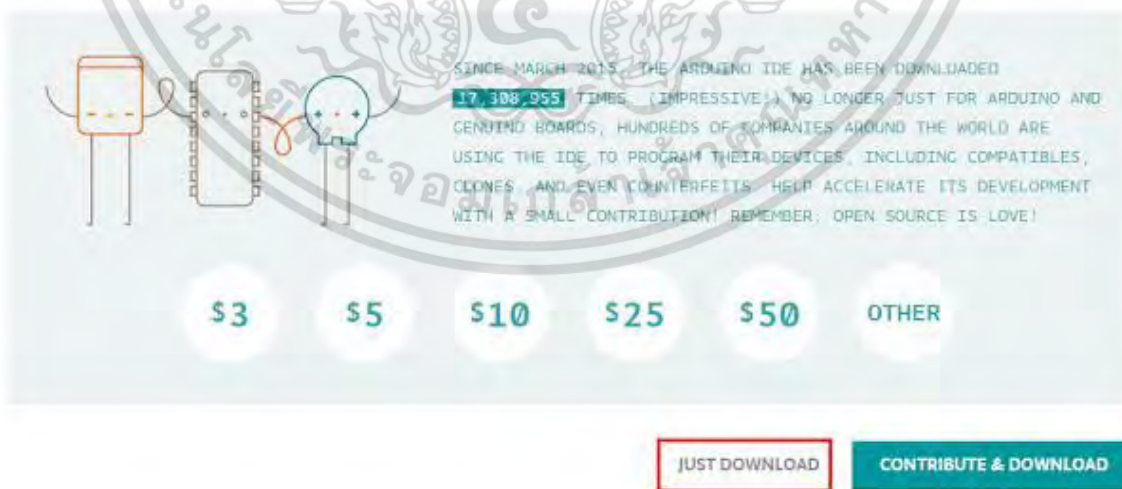 SINCE MARCH 2015, THE ARDUINO IDE HAS BEEN DOWNLOADED
17,308,955 TIMES. (IMPRESSIVE!) NO LONGER JUST FOR ARDUINO AND
GENUINO BOARDS, HUNDREDS OF COMPANIES AROUND THE WORLD ARE
USING THE IDE TO PROGRAM THEIR DEVICES, INCLUDING COMPATIBLES,
CLONES, AND EVEN COUNTERFEITS. HELP ACCELERATE ITS DEVELOPMENT
WITH A SMALL CONTRIBUTION! REMEMBER: OPEN SOURCE IS LOVE!
$3 $5 $10 $25 $50 OTHER
JUST DOWNLOAD CONTRIBUTE & DOWNLOAD